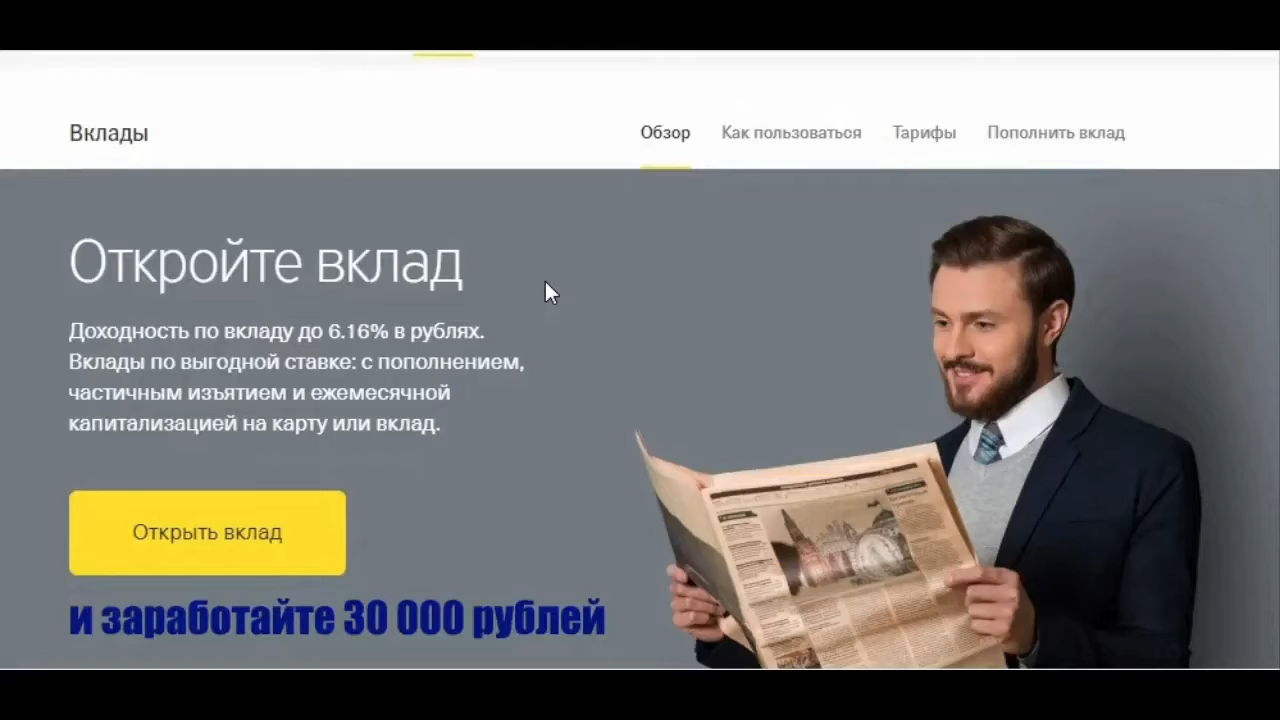 Вклады
Обзор Как пользоваться Тарифы Пополнить вклад
Откройте вклад
Доходность по вкладу до 6.16% в рублях.
Вклады по выгодной ставке: с пополнением,
частичным изъятием и ежемесячной
капитализацией на карту или вклад.
Открыть вклад
и заработайте 30 000 рублей